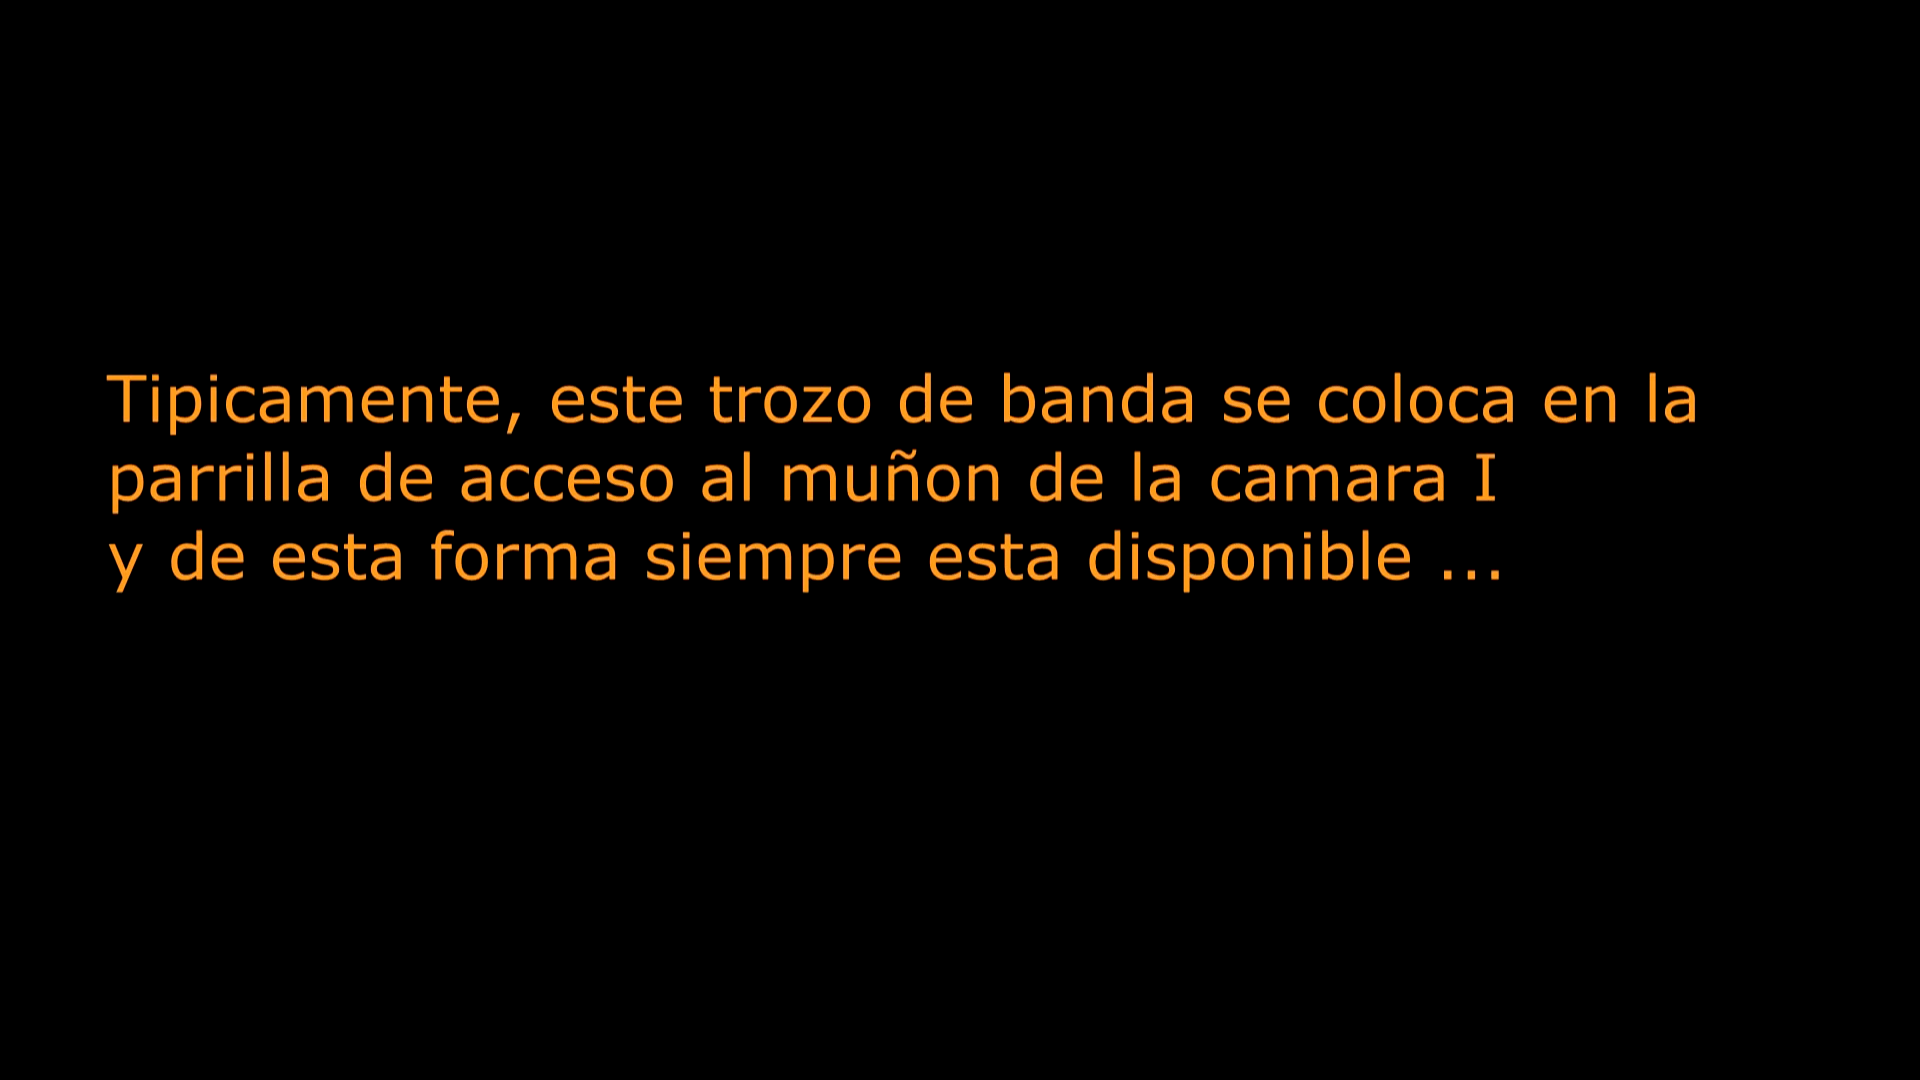 Tipicamente, este trozo de banda se coloca en la
parrilla de acceso al muñon de la camara I
y de esta forma siempre esta disponible ...